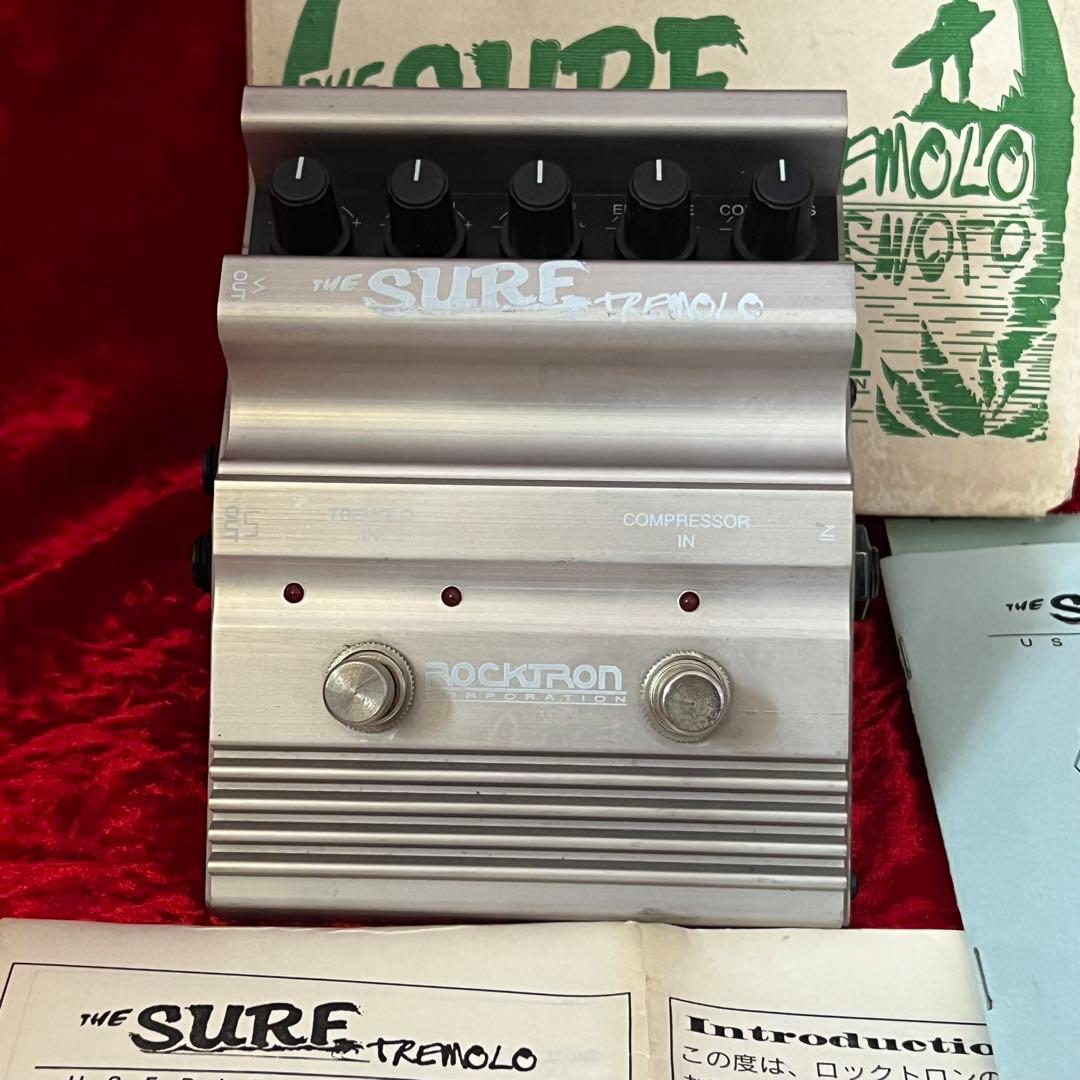 THE SURF
TREMOLO
THE SURF TREMOLO
OUT
OUT
TREMOLO
IN
COMPRESSOR
IN
IN
ROCKTRON
CORPORATION
THE
U S
THE SURF TREMOLO
Introductio
この度は、ロックトロンの